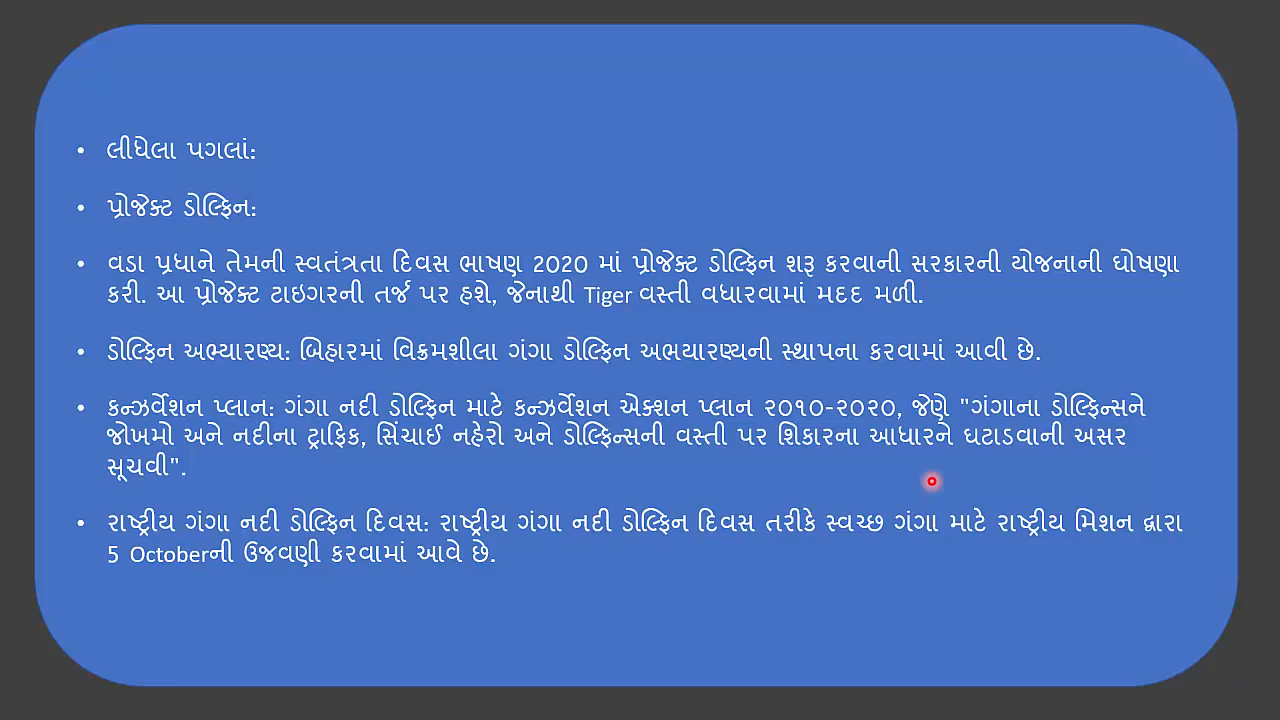 • લીધેલા પગલાં:
• પ્રોજેક્ટ ડોલ્ફિન:
• વડા પ્રધાને તેમની સ્વતંત્રતા દિવસ ભાષણ 2020 માં પ્રોજેક્ટ ડોલ્ફિન શરૂ કરવાની સરકારની યોજનાની ઘોષણા
કરી. આ પ્રોજેક્ટ ટાઇગરની તર્જ પર હશે, જેનાથી Tiger વસ્તી વધારવામાં મદદ મળી.
• ડોલ્ફિન અભ્યારણ્ય: બિહારમાં વિક્રમશીલા ગંગા ડોલ્ફિન અભયારણ્યની સ્થાપના કરવામાં આવી છે.
• કન્ઝર્વેશન પ્લાન: ગંગા નદી ડોલ્ફિન માટે કન્ઝર્વેશન એક્શન પ્લાન ૨૦૧૦-૨૦૨૦, જેણે "ગંગાના ડોલ્ફિન્સને
જોખમો અને નદીના ટ્રાફિક, સિંચાઈ નહેરો અને ડોલ્ફિન્સની વસ્તી પર શિકારના આધારને ઘટાડવાની અસર
સૂચવી".
• રાષ્ટ્રીય ગંગા નદી ડોલ્ફિન દિવસ: રાષ્ટ્રીય ગંગા નદી ડોલ્ફિન દિવસ તરીકે સ્વચ્છ ગંગા માટે રાષ્ટ્રીય મિશન દ્વારા
5 Octoberની ઉજવણી કરવામાં આવે છે.